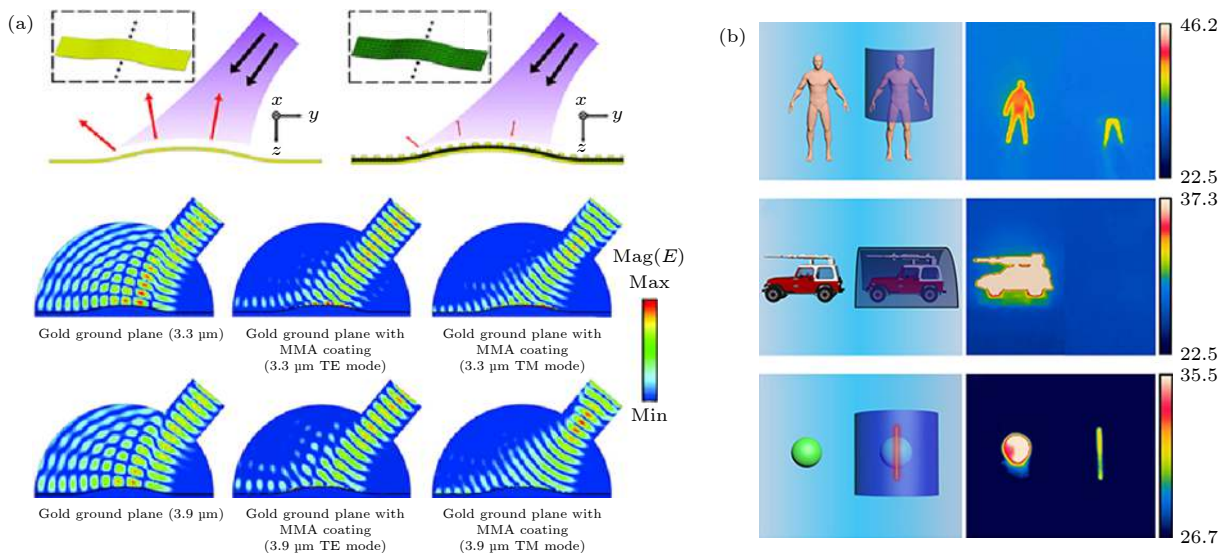 (a)
x
y
z
x
y
z
Gold ground plane (3.3 µm)
Gold ground plane with
MMA coating
(3.3 µm TE mode)
Gold ground plane with
MMA coating
(3.3 µm TM mode)
Mag(E)
Max
Min
Gold ground plane (3.9 µm)
Gold ground plane with
MMA coating
(3.9 µm TE mode)
Gold ground plane with
MMA coating
(3.9 µm TM mode)
(b)
46.2
22.5
37.3
22.5
35.5
26.7